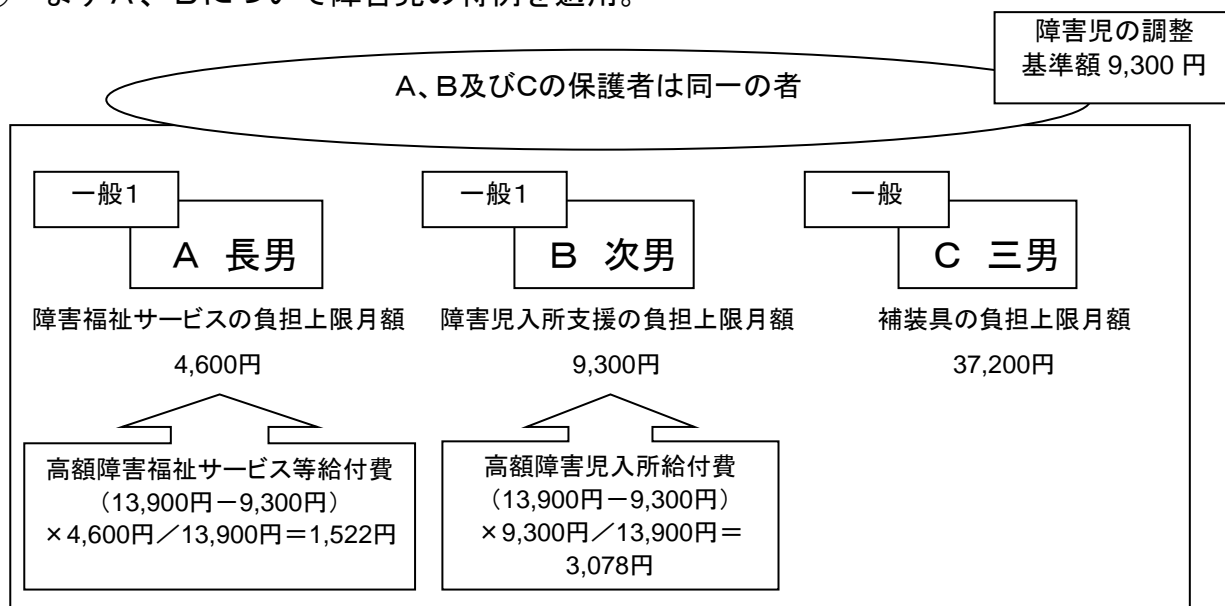 障害児の調整
基準額 9,300 円
A、B及びCの保護者は同一の者
一般1
A 長男
障害福祉サービスの負担上限月額
4,600円
高額障害福祉サービス等給付費
(13,900円-9,300円)
×4,600円/13,900円=1,522円
一般1
B 次男
障害児入所支援の負担上限月額
9,300円
高額障害児入所給付費
(13,900円-9,300円)
×9,300円/13,900円=
3,078円
一般
C 三男
補装具の負担上限月額
37,200円